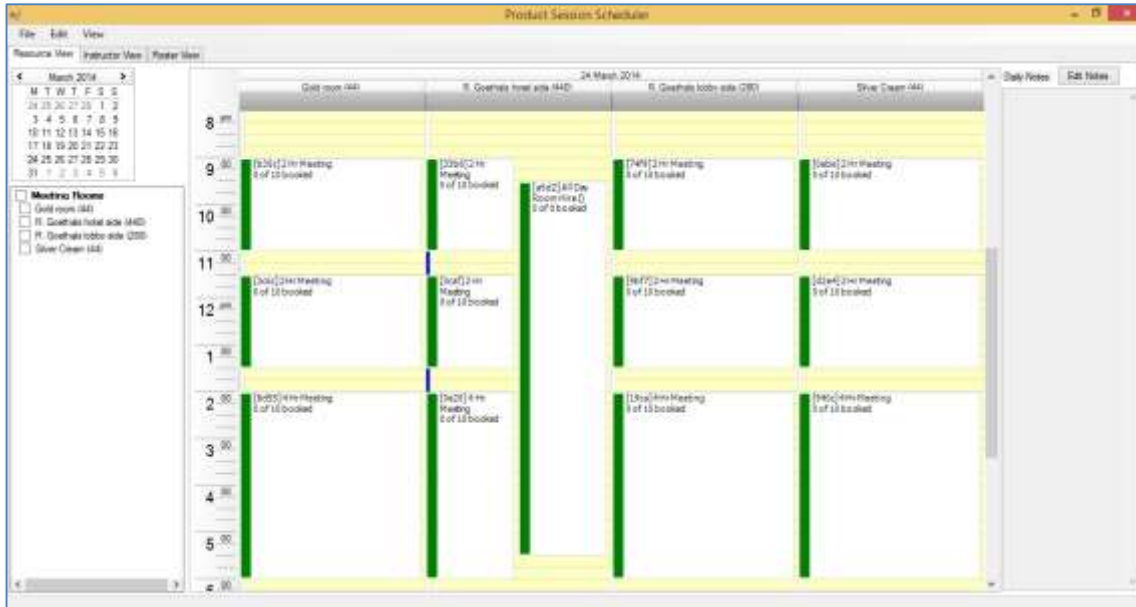 Product Session Scheduler
File Edit View
Resource View Instructor View Roster View
March 2014
M T W T F S S
24 25 26 27 28 1 2
3 4 5 6 7 8 9
10 11 12 13 14 15 16
17 18 19 20 21 22 23
24 25 26 27 28 29 30
31 1 2 3 4 5 6
Meeting Rooms
Gold room (44)
R. Goethals hotel side (440)
R. Goethals lobby side (280)
Silver Cream (44)
24 March 2014
Gold room (44) R. Goethals hotel side (440) R. Goethals lobby side (280) Silver Cream (44)
Daily Notes Edit Notes
8 am
9 00
2 Hr Meeting
0 of 10 booked
2 Hr
Meeting
0 of 10 booked
All Day
Room Hire ()
0 of 0 booked
2 Hr Meeting
0 of 10 booked
2 Hr Meeting
0 of 10 booked
10 00
11 00
2 Hr Meeting
0 of 10 booked
2 Hr
Meeting
0 of 10 booked
2 Hr Meeting
0 of 10 booked
2 Hr Meeting
0 of 10 booked
12 pm
1 00
2 00
4 Hr Meeting
0 of 10 booked
4 Hr
Meeting
0 of 10 booked
4 Hr Meeting
0 of 10 booked
4 Hr Meeting
0 of 10 booked
3 00
4 00
5 00
6 00